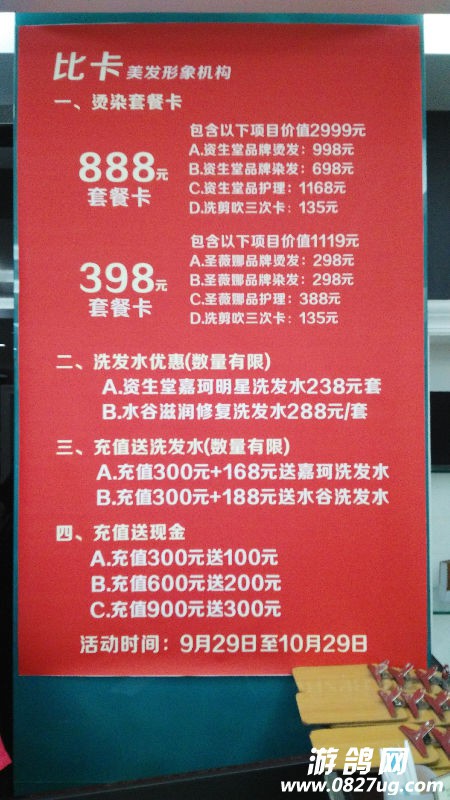 比卡 美发形象机构
一、烫染套餐卡
888元
套餐卡
包含以下项目价值2999元
A.资生堂品牌烫发：998元
B.资生堂品牌染发：698元
C.资生堂品护理：1168元
D.洗剪吹三次卡：135元
398元
套餐卡
包含以下项目价值1119元
A.圣薇娜品牌烫发：298元
B.圣薇娜品牌染发：298元
C.圣薇娜品护理：388元
D.洗剪吹三次卡：135元
二、洗发水优惠(数量有限)
A.资生堂嘉珂明星洗发水238元套
B.水谷滋润修复洗发水288元/套
三、充值送洗发水(数量有限)
A.充值300元+168元送嘉珂洗发水
B.充值300元+188元送水谷洗发水
四、充值送现金
A.充值300元送100元
B.充值600元送200元
C.充值900元送300元
活动时间：9月29日至10月29日
游鸽网
www.0827ug.com